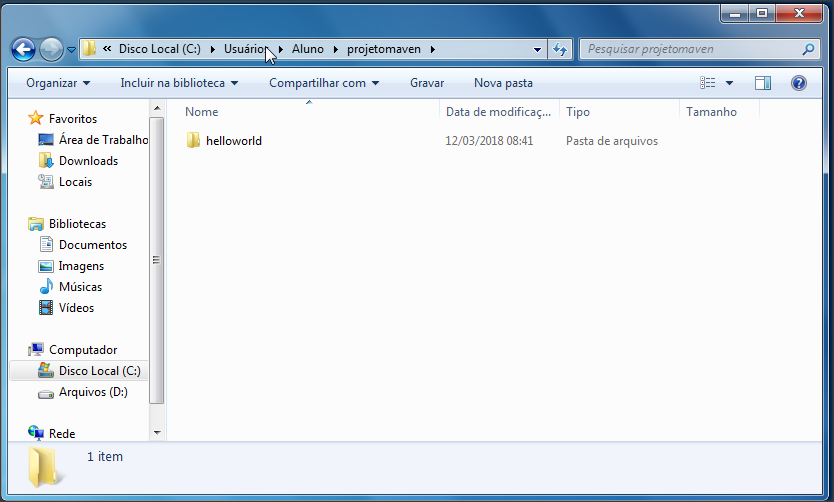 « Disco Local (C:) Usuários Aluno projetomaven
Pesquisar projetomaven
Organizar Incluir na biblioteca Compartilhar com Gravar Nova pasta
Nome Data de modificaç... Tipo Tamanho
helloworld 12/03/2018 08:41 Pasta de arquivos
Favoritos
Área de Trabalho
Downloads
Locais
Bibliotecas
Documentos
Imagens
Músicas
Vídeos
Computador
Disco Local (C:)
Arquivos (D:)
Rede
1 item